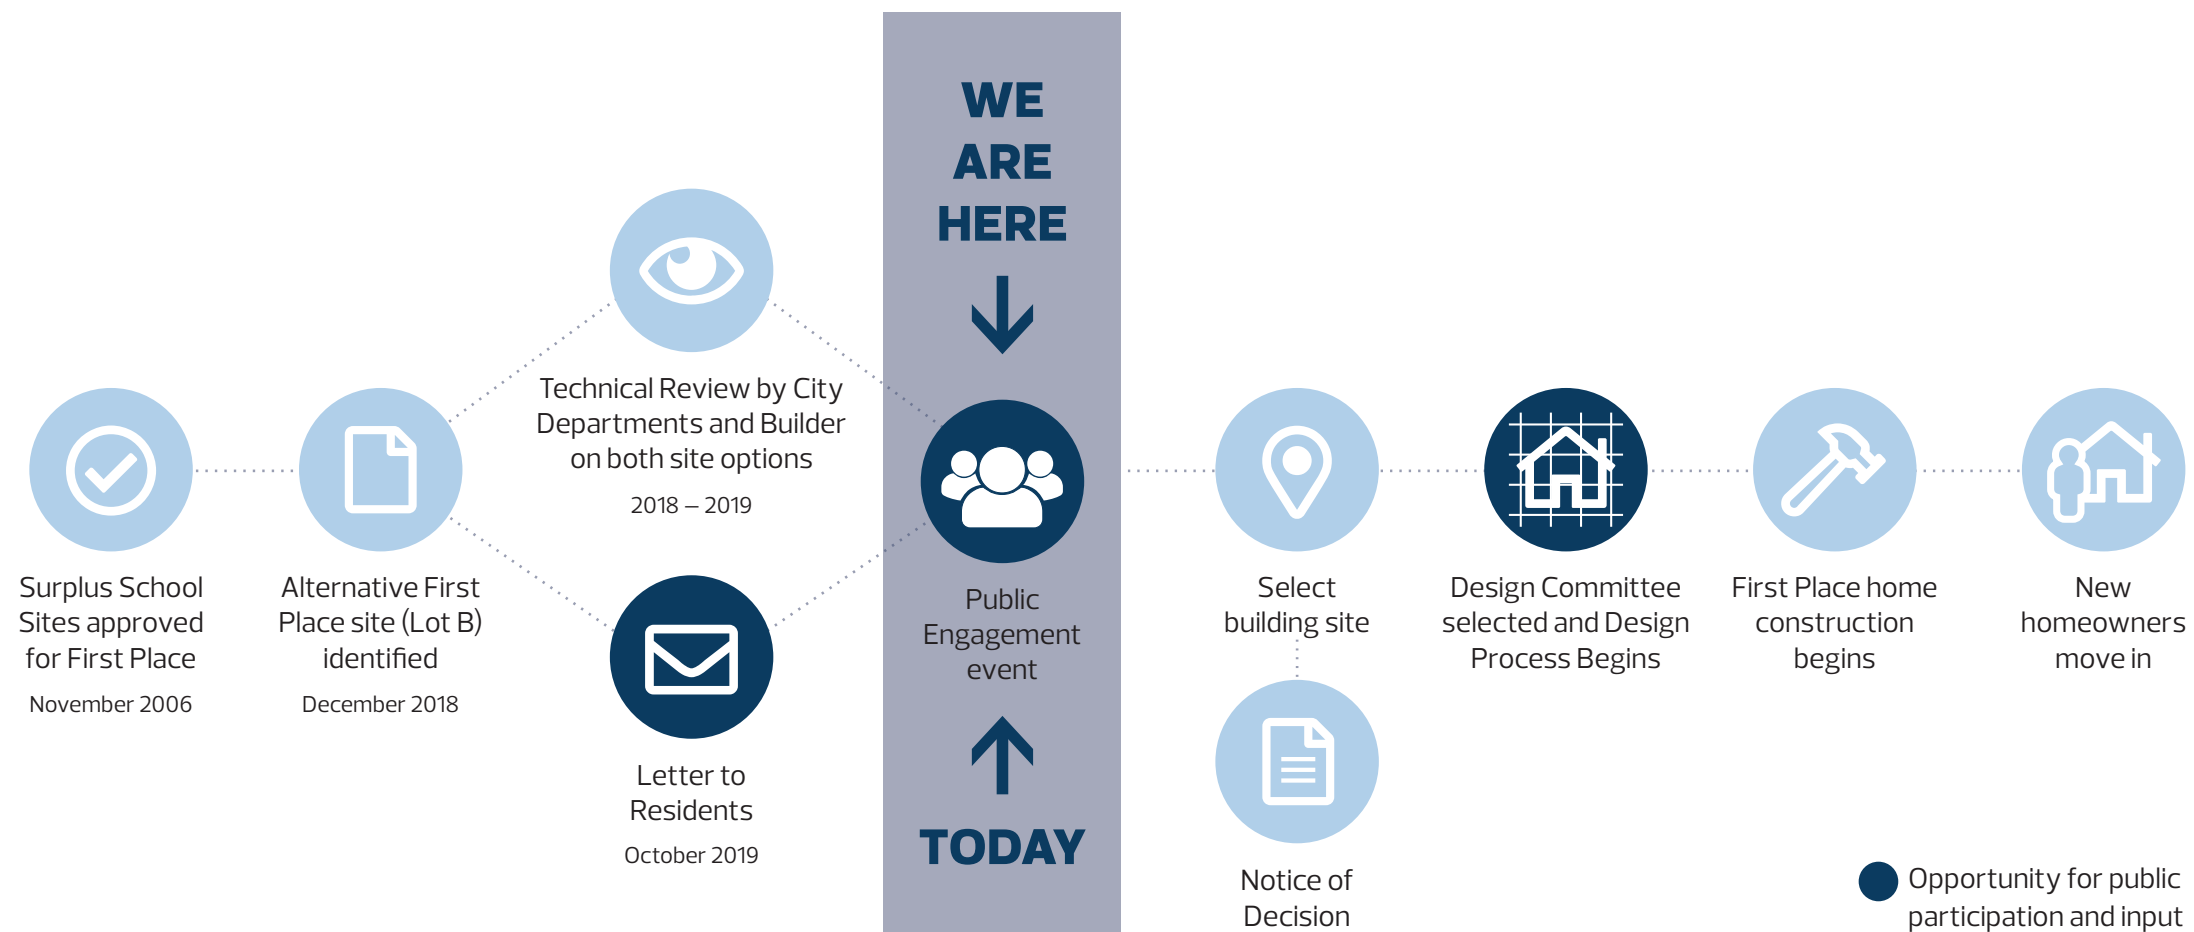 Surplus School
Sites approved
for First Place
November 2006
Alternative First
Place site (Lot B)
identified
December 2018
Technical Review by City
Departments and Builder
on both site options
2018 – 2019
Letter to
Residents
October 2019
WE
ARE
HERE
Public
Engagement
event
TODAY
Select
building site
Notice of
Decision
Design Committee
selected and Design
Process Begins
First Place home
construction
begins
New
homeowners
move in
Opportunity for public
participation and input